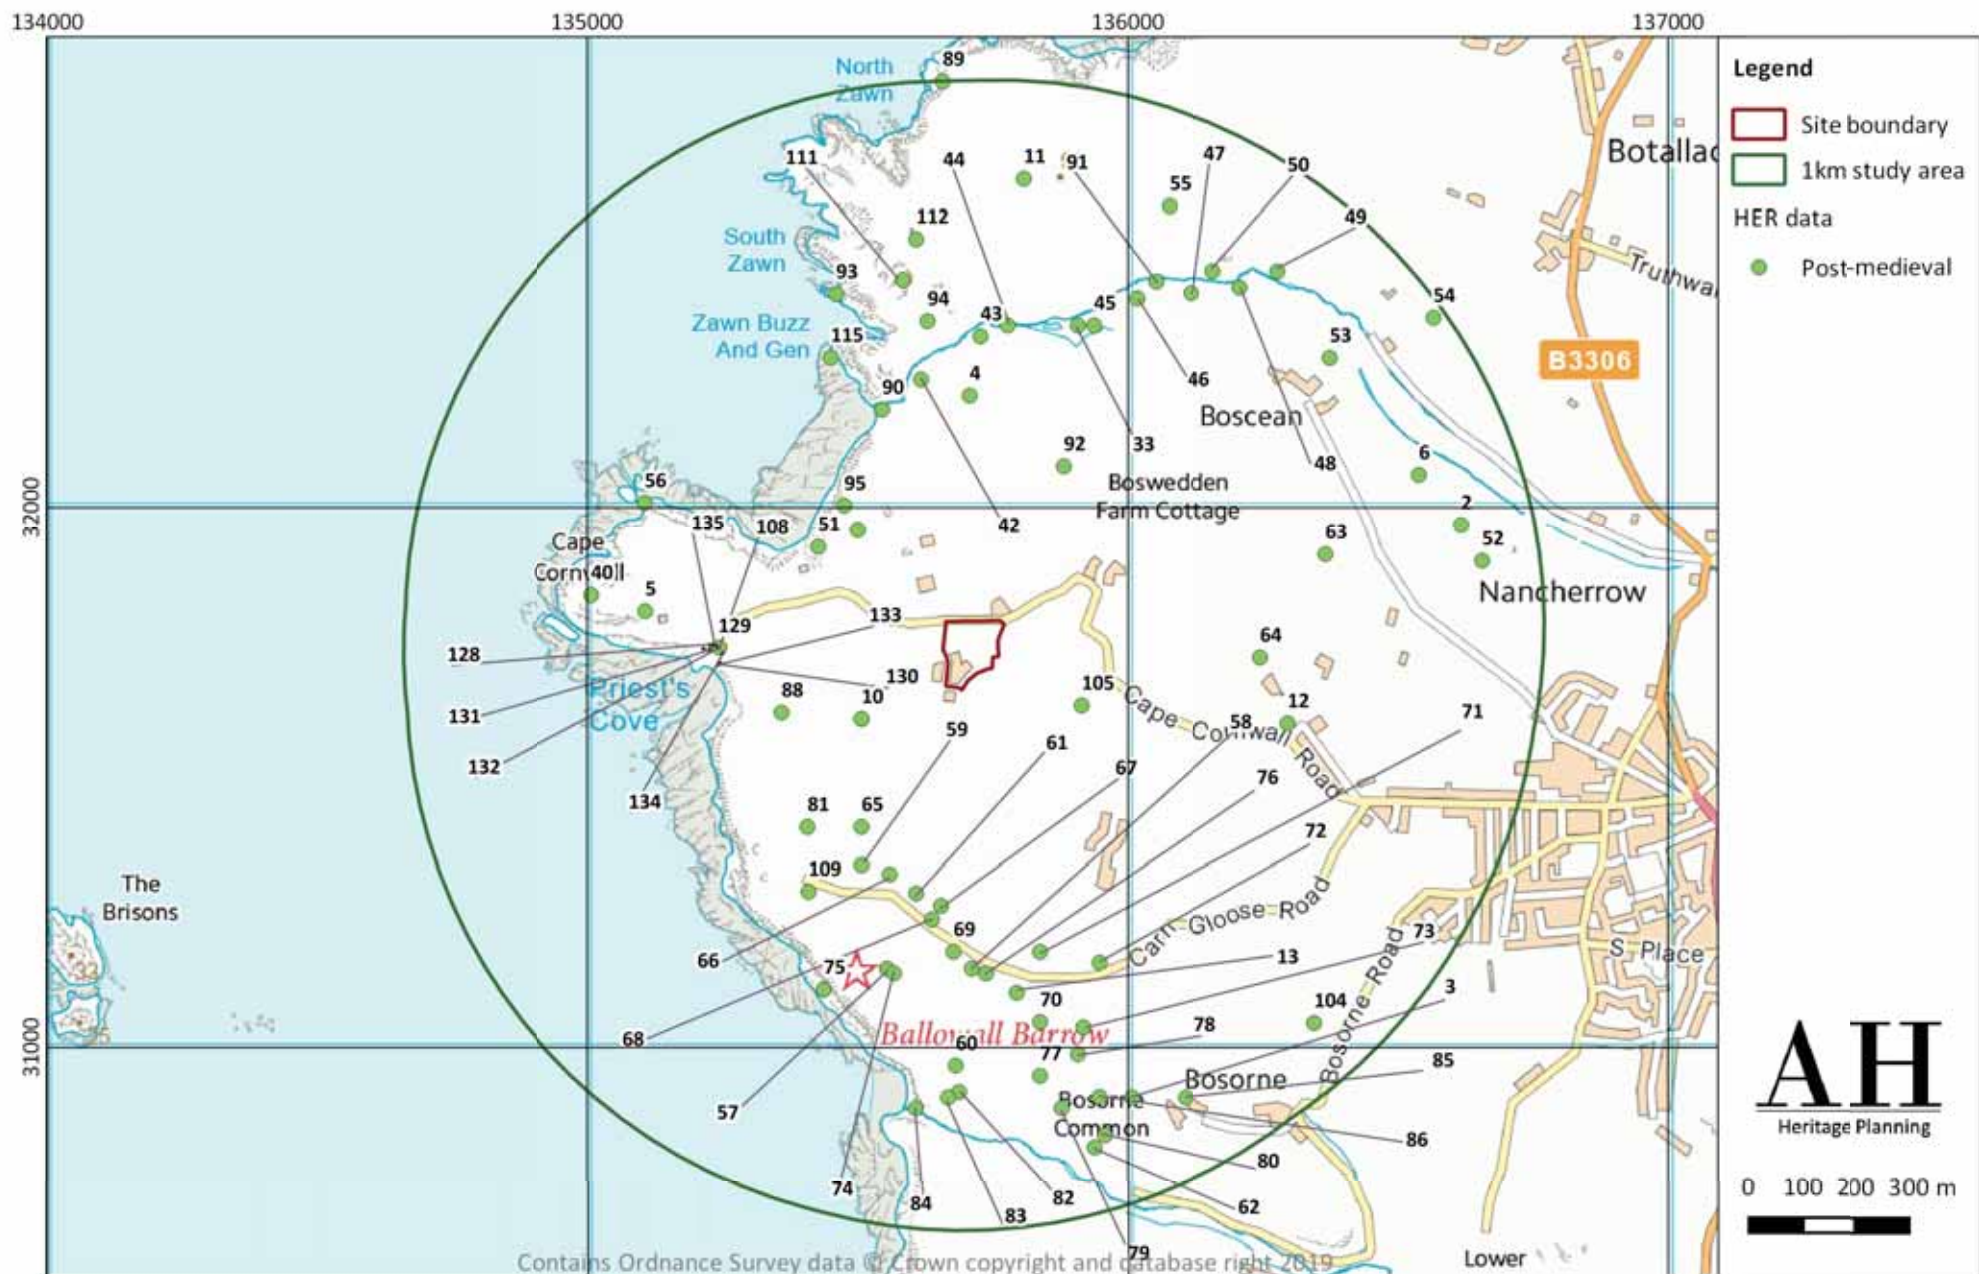 134000
135000
136000
137000
32000
31000
North
Zawn
89
111
44
11
91
47
50
55
49
112
South
Zawn
93
94
43
45
54
Zawn Buzz
And Gen
115
53
90
4
46
Boscean
33
48
92
6
56
95
Boswedden
Farm Cottage
2
135
108
51
42
63
52
Cape
Cornwall
40
5
Nancherrow
129
133
128
64
130
Priest's
Cove
88
10
105
131
12
71
59
58
Cape Cornwall Road
132
61
67
76
134
81
65
72
109
The
Brisons
Carn Gloose Road
66
69
73
S Place
75
13
70
104
3
68
Ballowall Barrow
78
60
77
Bosorne Road
85
Bosorne
57
Bosorne
Common
86
80
74
84
82
83
62
79
Lower
B3306
Contains Ordnance Survey data © Crown copyright and database right 2019
Legend
Site boundary
1km study area
HER data
Post-medieval
AH
Heritage Planning
0 100 200 300 m